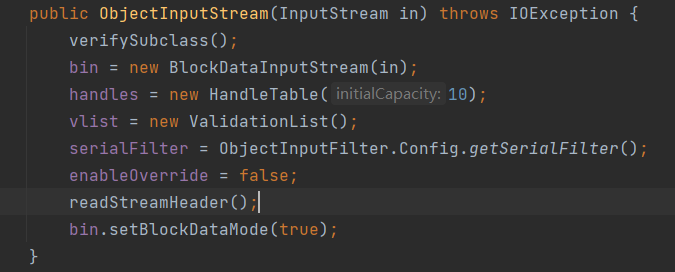 public ObjectInputStream(InputStream in) throws IOException {
    verifySubclass();
    bin = new BlockDataInputStream(in);
    handles = new HandleTable( initialCapacity: 10);
    vlist = new ValidationList();
    serialFilter = ObjectInputFilter.Config.getSerialFilter();
    enableOverride = false;
    readStreamHeader();
    bin.setBlockDataMode(true);
}